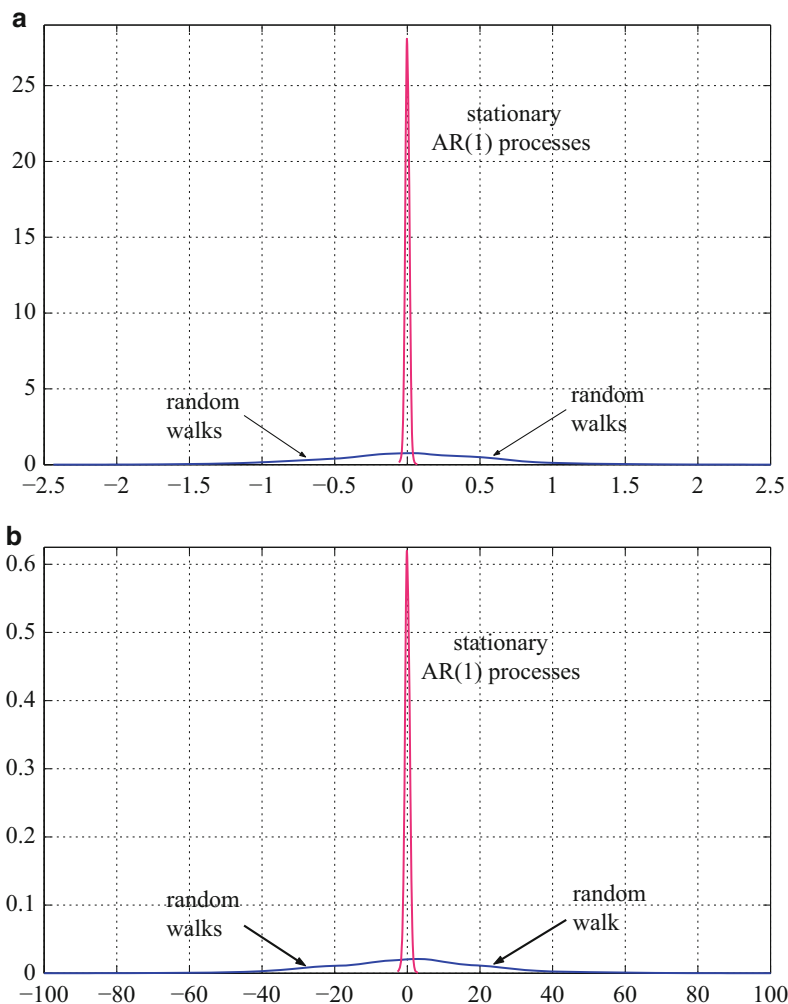 a
25
20
15
10
5
0
stationary
AR(1) processes
random
walks
random
walks
−2.5 −2 −1.5 −1 −0.5 0 0.5 1 1.5 2 2.5
b
0.6
0.5
0.4
0.3
0.2
0.1
0
stationary
AR(1) processes
random
walks
random
walk
−100 −80 −60 −40 −20 0 20 40 60 80 100